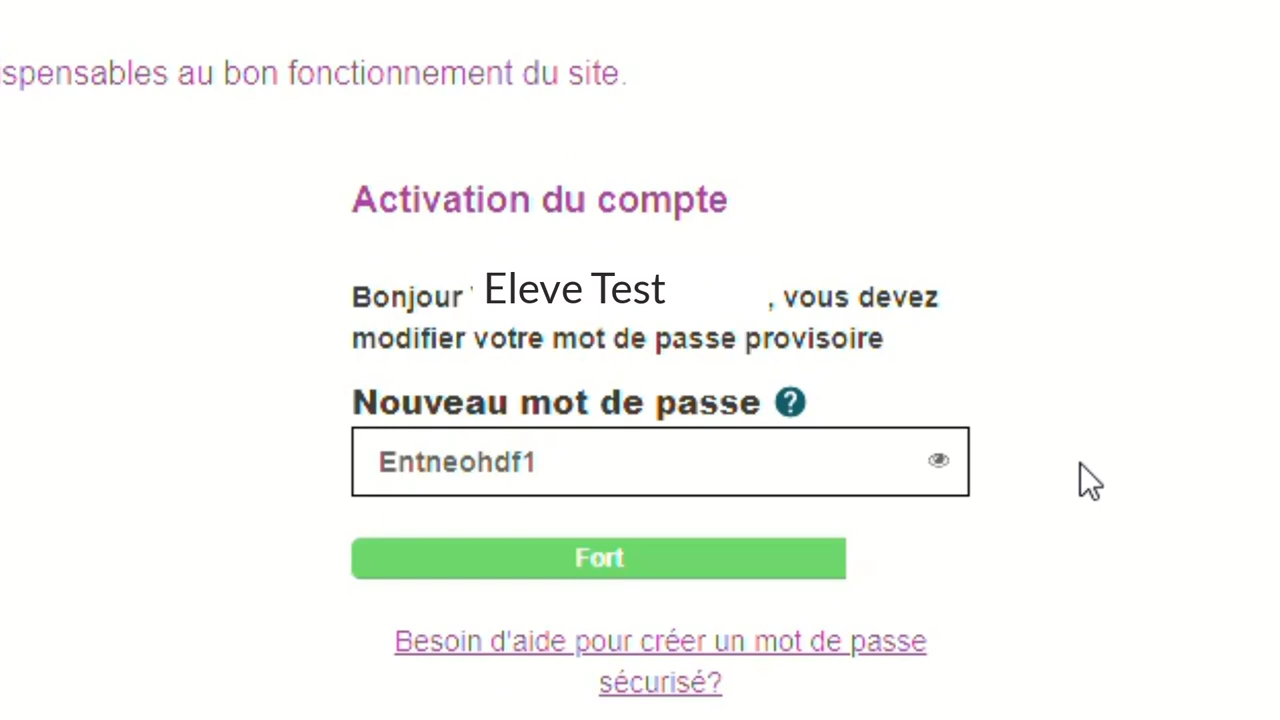 ispensables au bon fonctionnement du site.
Activation du compte
Bonjour ' Eleve Test , vous devez
modifier votre mot de passe provisoire
Nouveau mot de passe ?
Entneohdf1
Fort
Besoin d'aide pour créer un mot de passe
sécurisé?